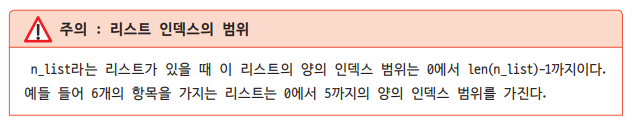 주의 : 리스트 인덱스의 범위
n_list라는 리스트가 있을 때 이 리스트의 양의 인덱스 범위는 0에서 len(n_list)-1까지이다.
예들 들어 6개의 항목을 가지는 리스트는 0에서 5까지의 양의 인덱스 범위를 가진다.